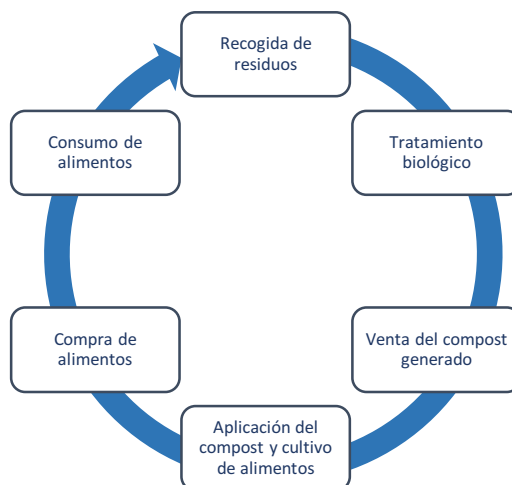 Recogida de
residuos
Tratamiento
biológico
Venta del compost
generado
Aplicación del
compost y cultivo
de alimentos
Compra de
alimentos
Consumo de
alimentos